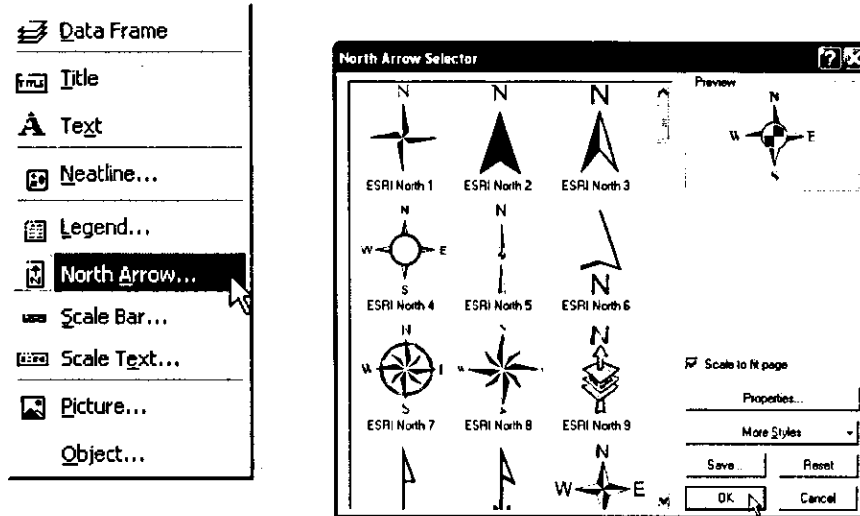 Data Frame
Title
Text
Neatline...
Legend...
North Arrow...
Scale Bar...
Scale Text...
Picture...
Object...
North Arrow Selector
Preview
N
W E
S
N N N
ESRI North 1 ESRI North 2 ESRI North 3
N N
W E
S N
ESRI North 4 ESRI North 5 ESRI North 6
N N
W
S
ESRI North 7 ESRI North 8 ESRI North 9
N
W E
Scale to fit page
Properties...
More Styles
Save... Reset
OK Cancel